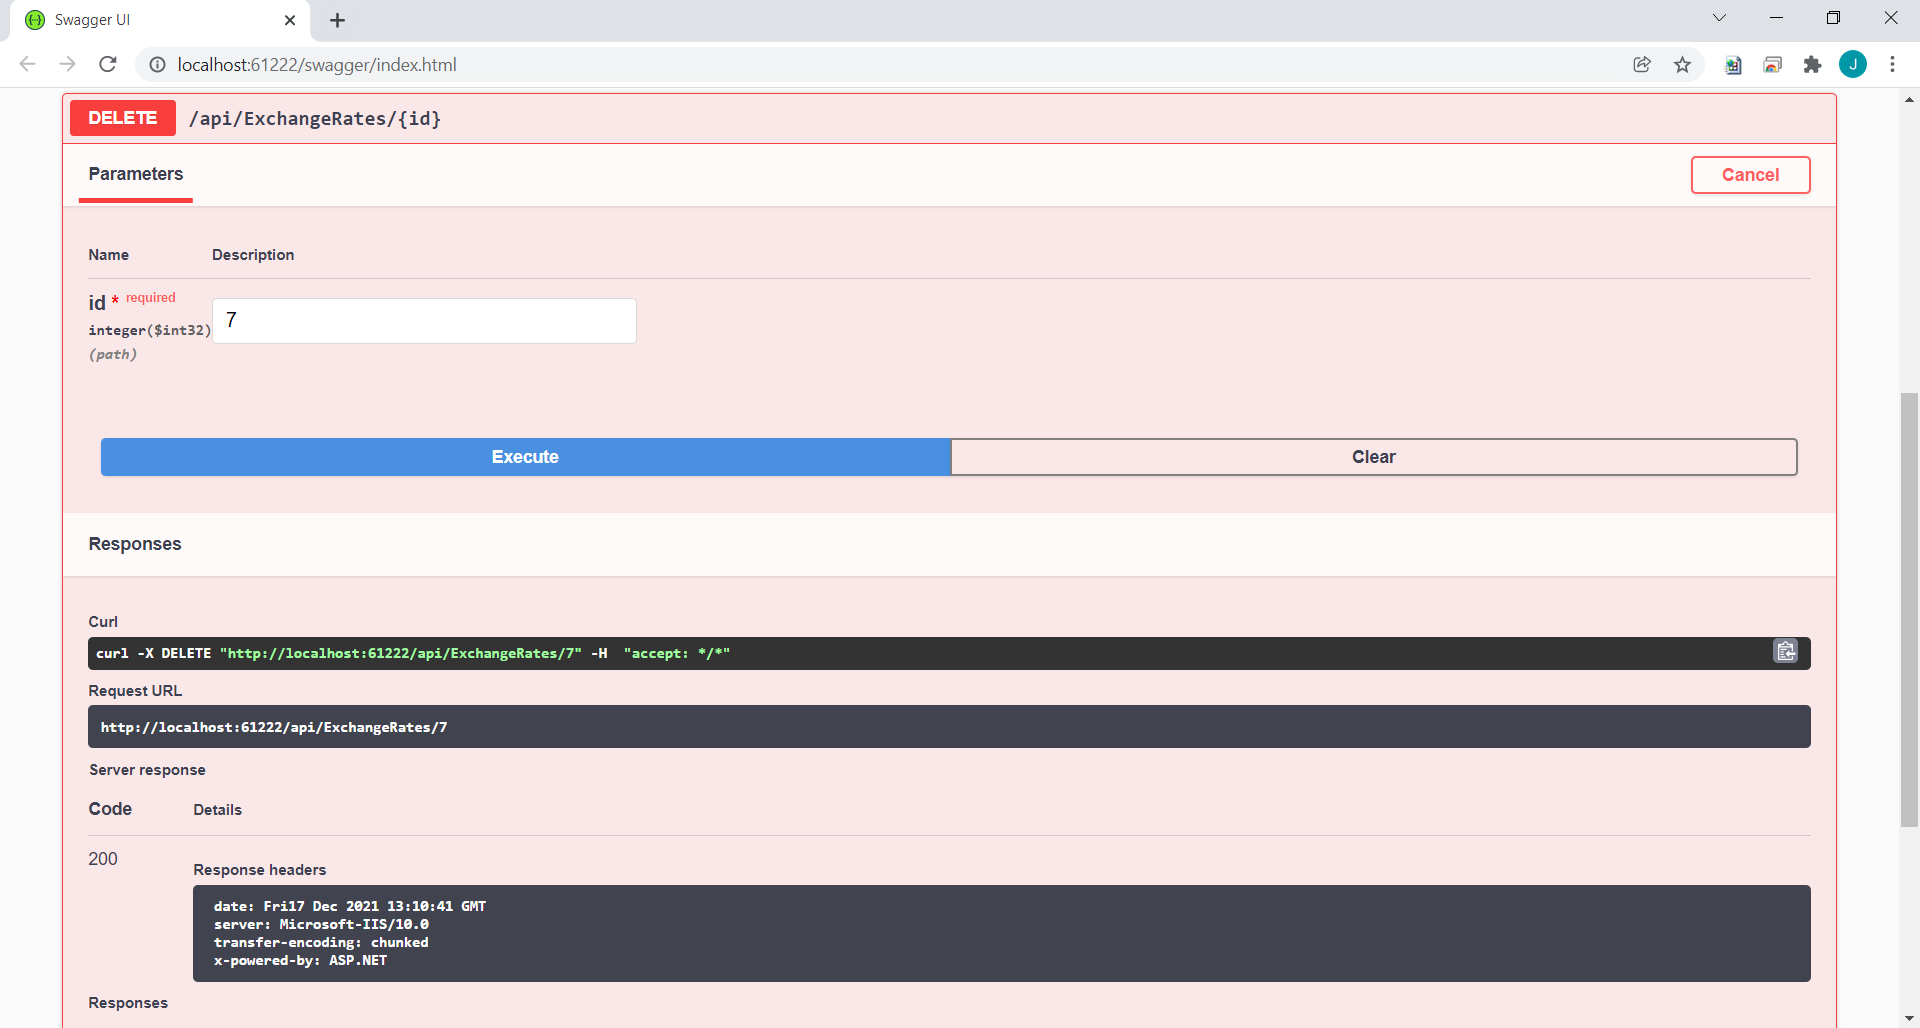 Swagger UI
localhost:61222/swagger/index.html
J
DELETE /api/ExchangeRates/{id}
Parameters
Cancel
Name Description
id * required
integer($int32)
(path)
7
Execute Clear
Responses
Curl
curl -X DELETE "http://localhost:61222/api/ExchangeRates/7" -H  "accept: */*"
Request URL
http://localhost:61222/api/ExchangeRates/7
Server response
Code Details
200
Response headers
date: Fri17 Dec 2021 13:10:41 GMT
server: Microsoft-IIS/10.0
transfer-encoding: chunked
x-powered-by: ASP.NET
Responses